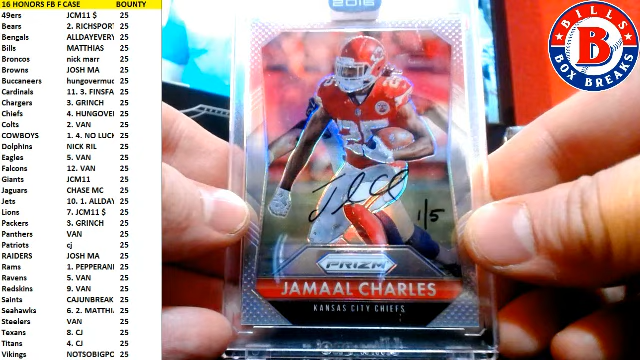 16 HONORS FB F CASE BOUNTY
49ers JCM11 $ 25
Bears 2. RICHSPOR 25
Bengals ALLDAYEVERY 25
Bills MATTHIAS 25
Broncos nick marr 25
Browns JOSH MA 25
Buccaneers hungovermuc 25
Cardinals 11. 3. FINSFA 25
Chargers 3. GRINCH 25
Chiefs 4. HUNGOVEI 25
Colts 2. VAN 25
COWBOYS 1. 4. NO LUCK 25
Dolphins NICK RIL 25
Eagles 5. VAN 25
Falcons 12. VAN 25
Giants JCM11 25
Jaguars CHASE MC 25
Jets 10. 1. ALLDAY 25
Lions 7. JCM11 $ 25
Packers 3. GRINCH 25
Panthers VAN 25
Patriots cj 25
RAIDERS JOSH MA 25
Rams 1. PEPPERANI 25
Ravens 5. VAN 25
Redskins 9. VAN 25
Saints CAJUNBREAK 25
Seahawks 6. 2. MATTHI 25
Steelers VAN 25
Texans 8. CJ 25
Titans 4. CJ 25
Vikings NOTSOBIGPO 25
2016
25
1/5
PRIZM
JAMAAL CHARLES
KANSAS CITY CHIEFS
BILLS
B
BOX BREAKS